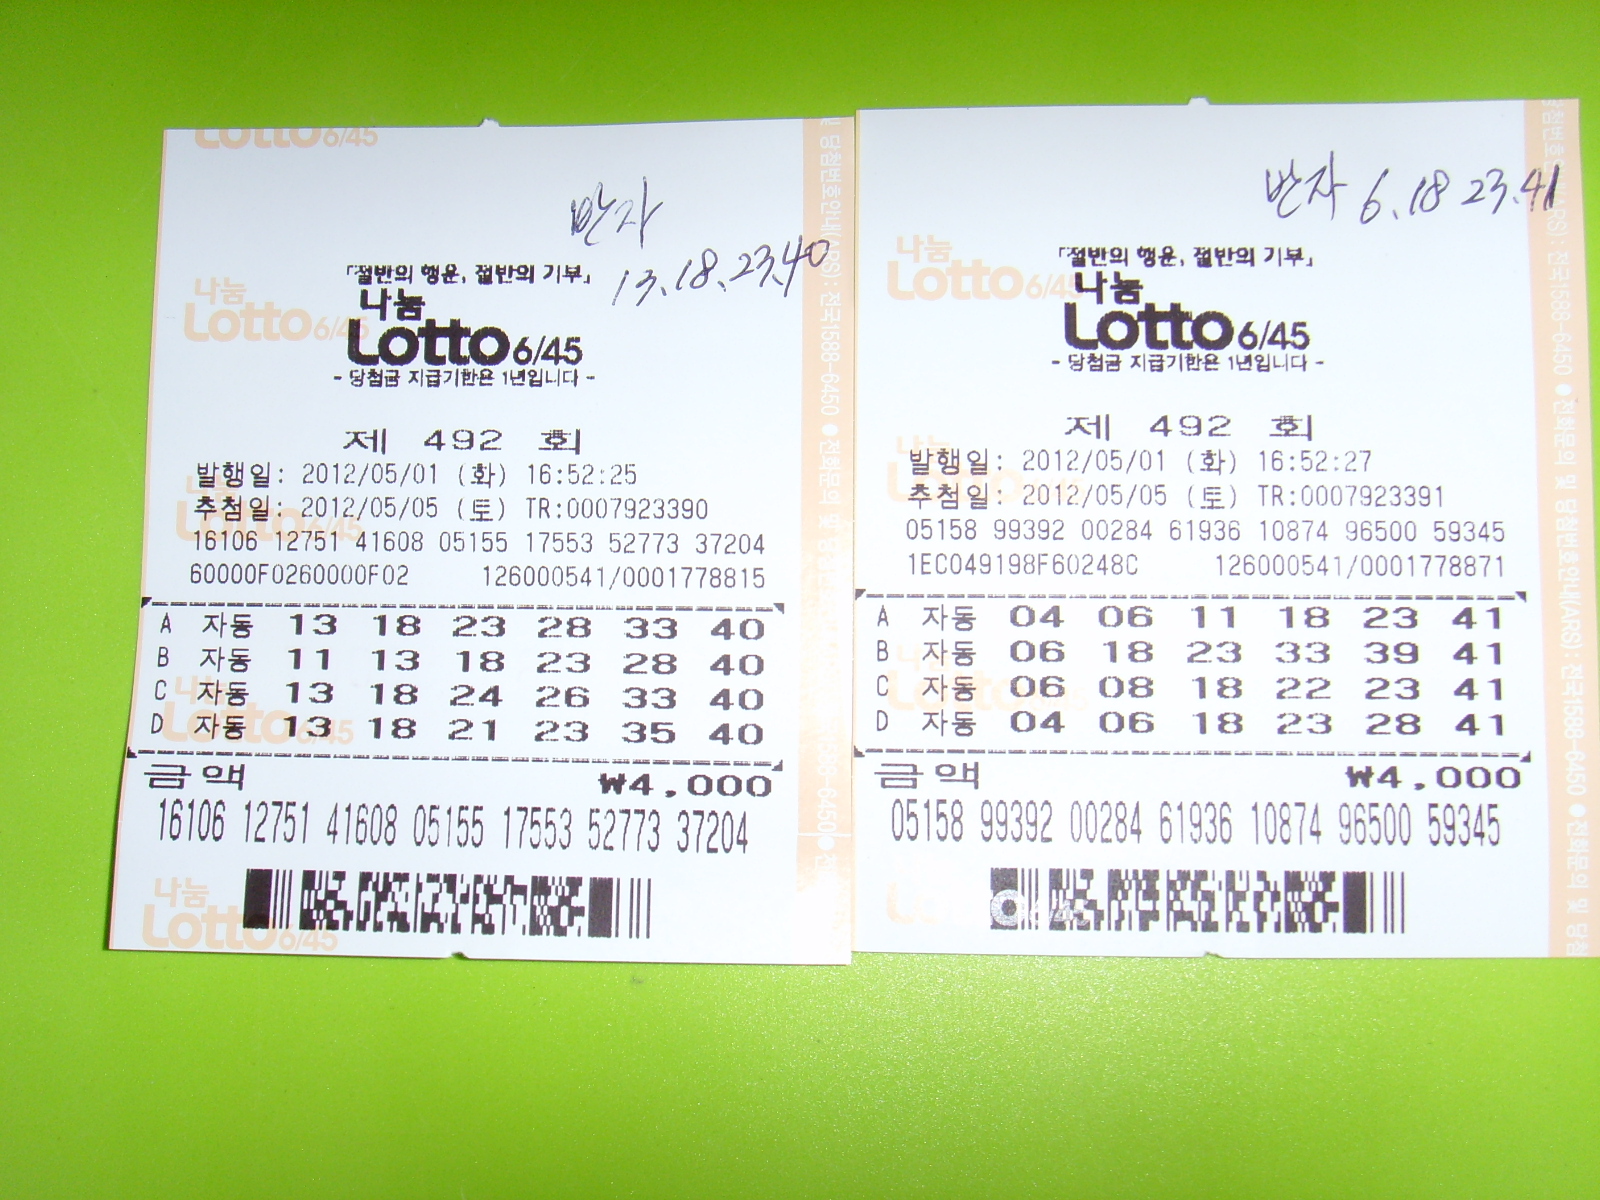 반자
13.18.23.40
「절반의 행운, 절반의 기부」
나눔
Lotto 6/45
- 당첨금 지급기한은 1년입니다 -
제 492 회
발행일: 2012/05/01 (화) 16:52:25
추첨일: 2012/05/05 (토) TR:0007923390
16106 12751 41608 05155 17553 52773 37204
60000F0260000F02 126000541/0001778815
A 자동 13 18 23 28 33 40
B 자동 11 13 18 23 28 40
C 자동 13 18 24 26 33 40
D 자동 13 18 21 23 35 40
금액 ₩4,000
16106 12751 41608 05155 17553 52773 37204
나눔
Lotto 6/45
반자 6.18 23.41
「절반의 행운, 절반의 기부」
나눔
Lotto 6/45
- 당첨금 지급기한은 1년입니다 -
제 492 회
발행일: 2012/05/01 (화) 16:52:27
추첨일: 2012/05/05 (토) TR:0007923391
05158 99392 00284 61936 10874 96500 59345
1EC049198F60248C 126000541/0001778871
A 자동 04 06 11 18 23 41
B 자동 06 18 23 33 39 41
C 자동 06 08 18 22 23 41
D 자동 04 06 18 23 28 41
금액 ₩4,000
05158 99392 00284 61936 10874 96500 59345